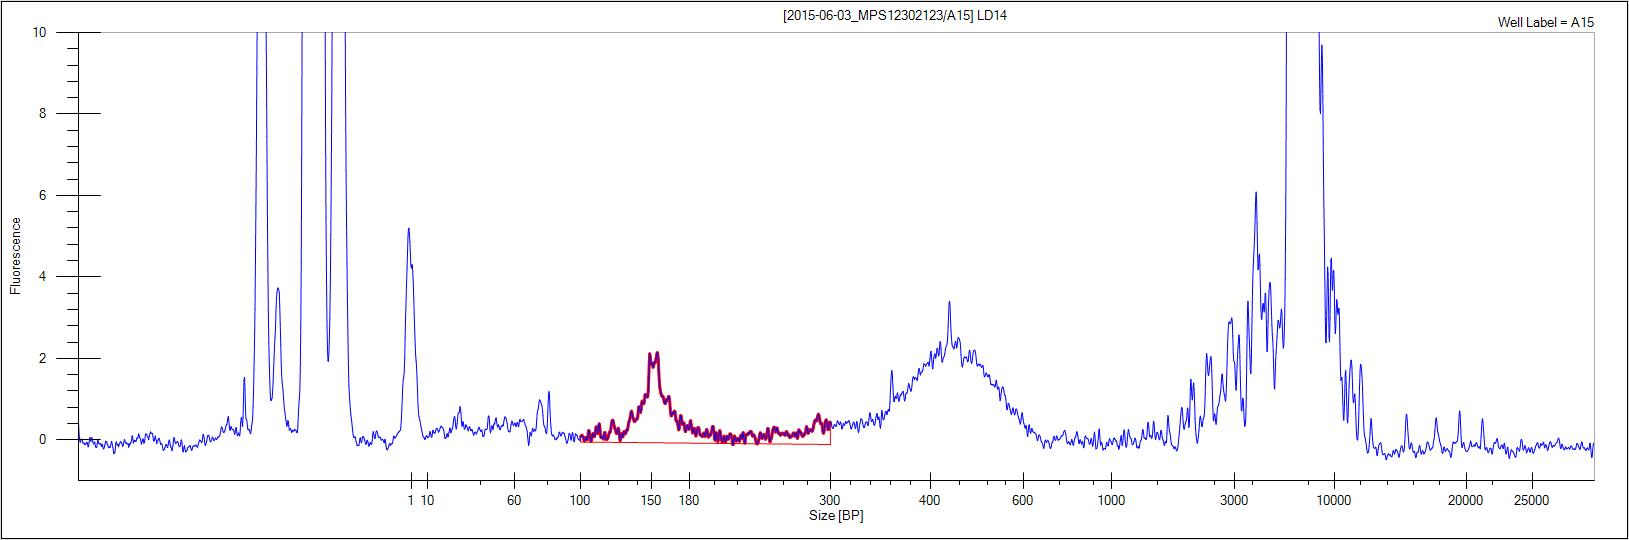 [2015-06-03_MPS12302123/A15] LD14
Well Label = A15
10
8
6
4
2
0
Fluorescence
1 10 60 100 150 180 300 400 600 1000 3000 10000 20000 25000
Size [BP]